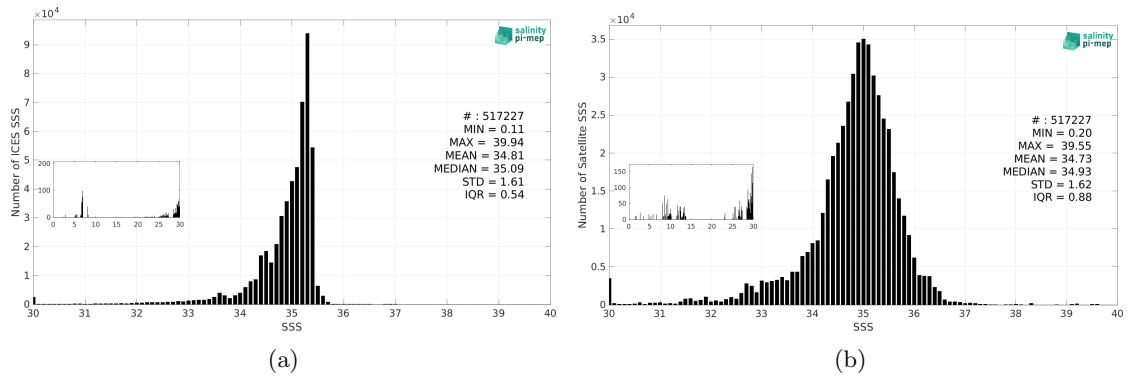 ×10⁴
9
8
7
6
5
4
3
2
1
0
Number of ICES SSS
salinity
pi-mep
# : 517227
MIN = 0.11
MAX = 39.94
MEAN = 34.81
MEDIAN = 35.09
STD = 1.61
IQR = 0.54
200
100
0
0 5 10 15 20 25 30
30 31 32 33 34 35 36 37 38 39 40
SSS
(a)
×10⁴
3.5
3
2.5
2
1.5
1
0.5
0
Number of Satellite SSS
salinity
pi-mep
# : 517227
MIN = 0.20
MAX = 39.55
MEAN = 34.73
MEDIAN = 34.93
STD = 1.62
IQR = 0.88
150
100
50
0
0 5 10 15 20 25 30
30 31 32 33 34 35 36 37 38 39 40
SSS
(b)